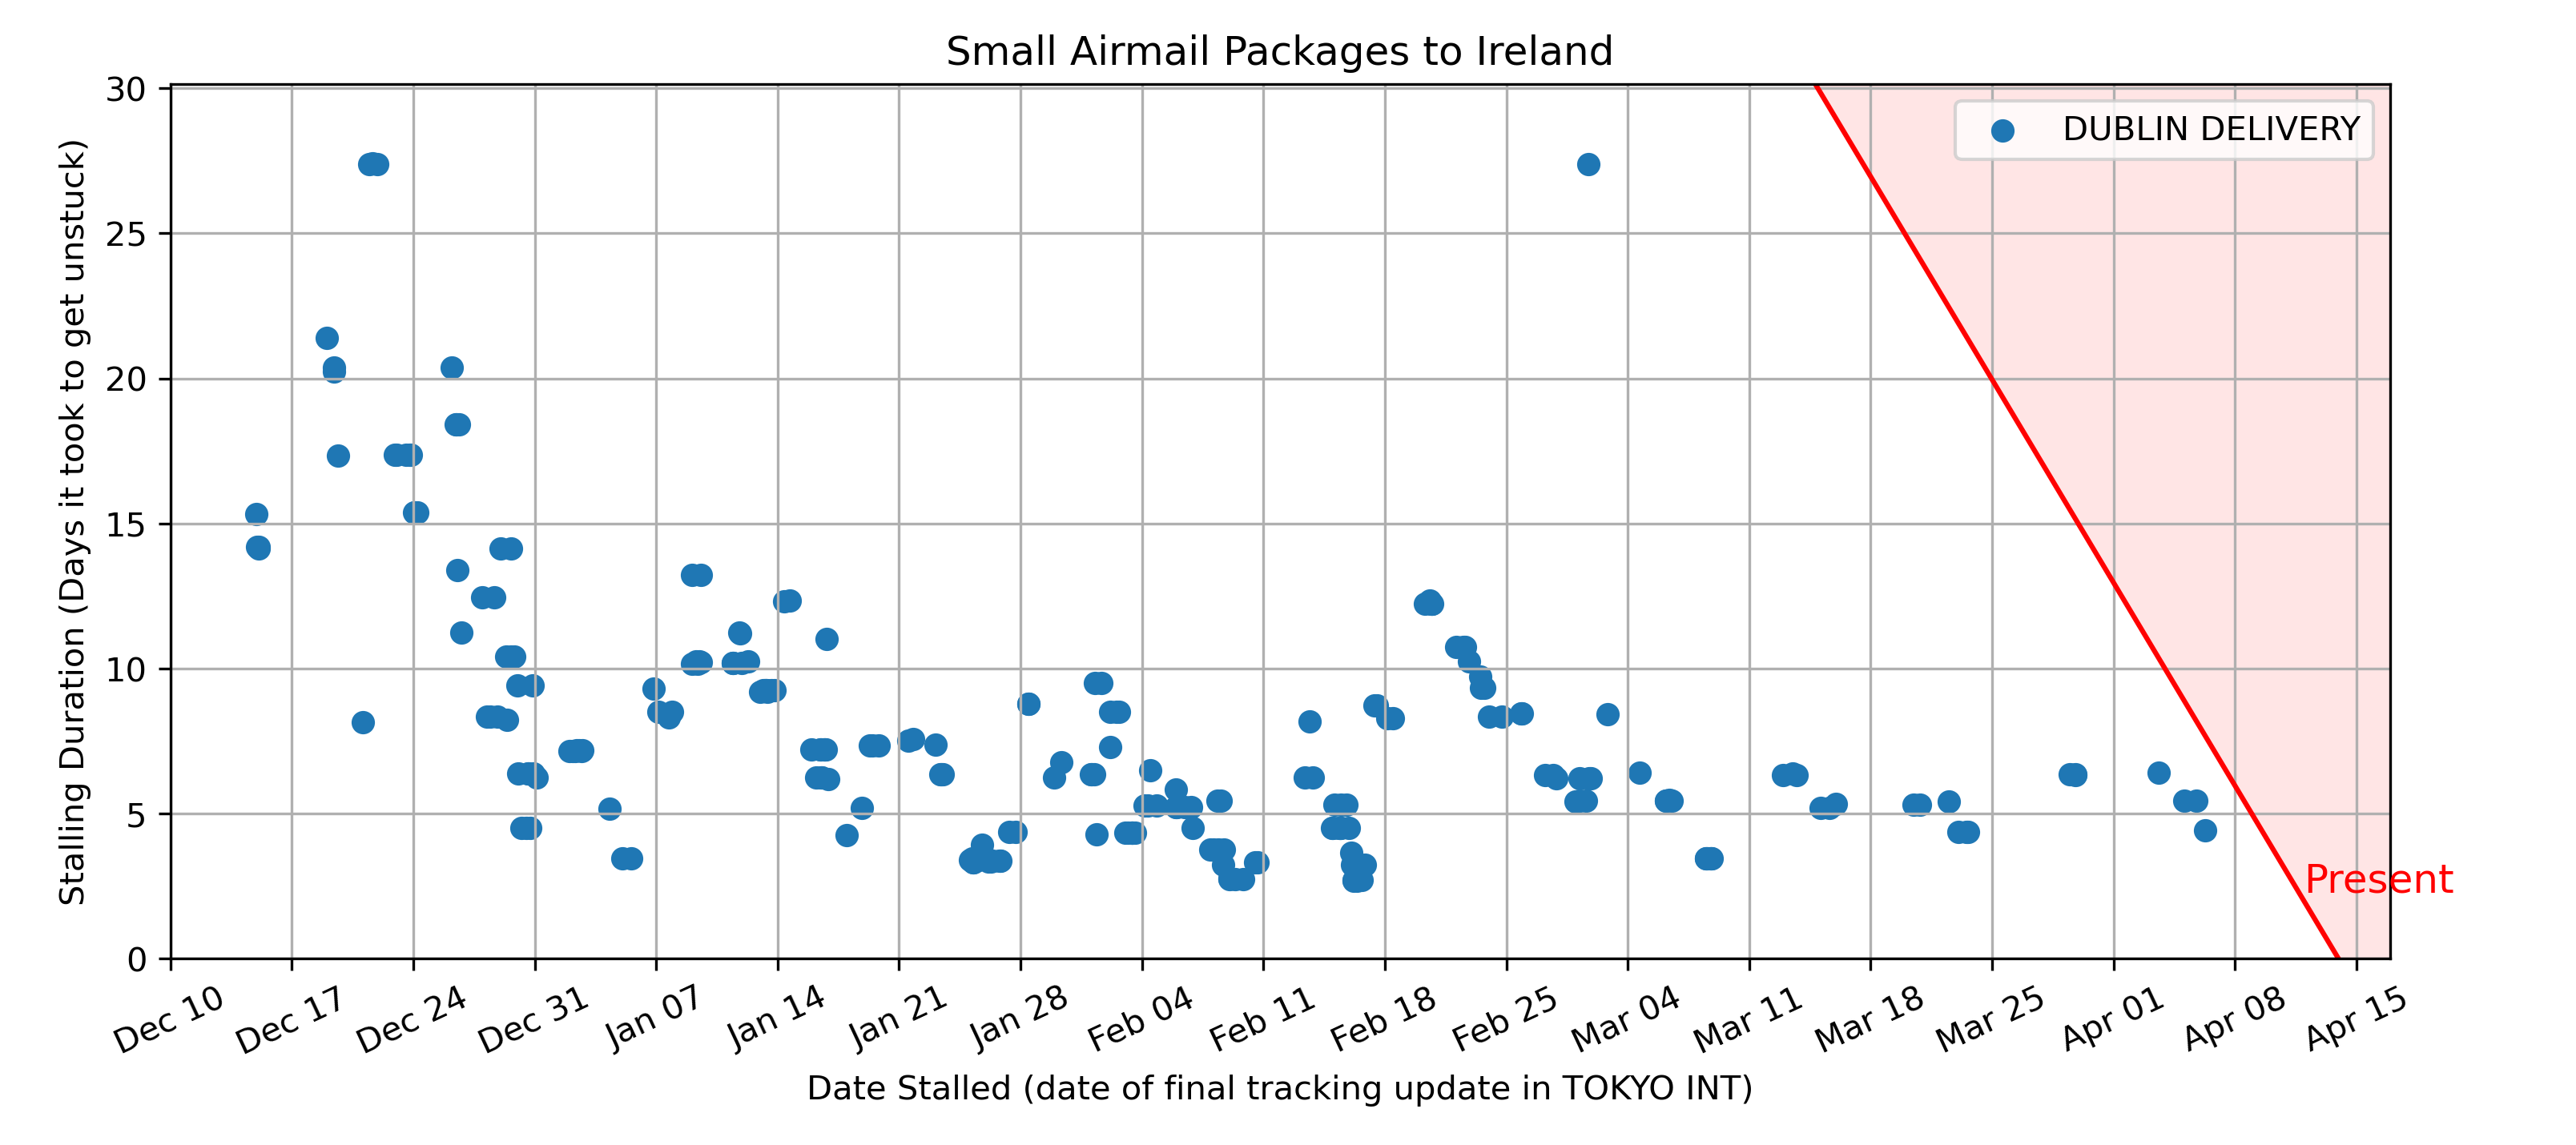 Small Airmail Packages to Ireland
DUBLIN DELIVERY
Stalling Duration (Days it took to get unstuck)
30
25
20
15
10
5
0
Present
Dec 10
Dec 17
Dec 24
Dec 31
Jan 07
Jan 14
Jan 21
Jan 28
Feb 04
Feb 11
Feb 18
Feb 25
Mar 04
Mar 11
Mar 18
Mar 25
Apr 01
Apr 08
Apr 15
Date Stalled (date of final tracking update in TOKYO INT)